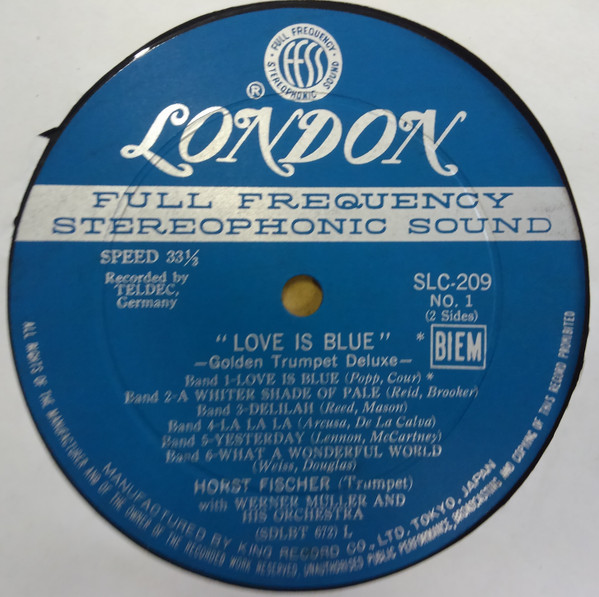 FULL FREQUENCY
ffss
STEREOPHONIC SOUND
®
LONDON
FULL FREQUENCY
STEREOPHONIC SOUND
SPEED 33⅓
Recorded by
TELDEC,
Germany
SLC-209
NO. 1
(2 Sides)
"LOVE IS BLUE"
* BIEM
—Golden Trumpet Deluxe—
Band 1-LOVE IS BLUE (Popp, Cour) *
Band 2-A WHITER SHADE OF PALE (Reid, Brooker)
Band 3-DELILAH (Reed, Mason)
Band 4-LA LA LA (Arcusa, De La Calva)
Band 5-YESTERDAY (Lennon, McCartney)
Band 6-WHAT A WONDERFUL WORLD
(Weiss, Douglas)
HORST FISCHER (Trumpet)
with WERNER MULLER AND
HIS ORCHESTRA
(SDLBT 672) L
MANUFACTURED BY KING RECORD CO., LTD. TOKYO, JAPAN
ALL RIGHTS OF THE MANUFACTURER AND OF THE OWNER OF THE RECORDED WORK RESERVED. UNAUTHORISED PUBLIC PERFORMANCE, BROADCASTING AND COPYING OF THIS RECORD PROHIBITED